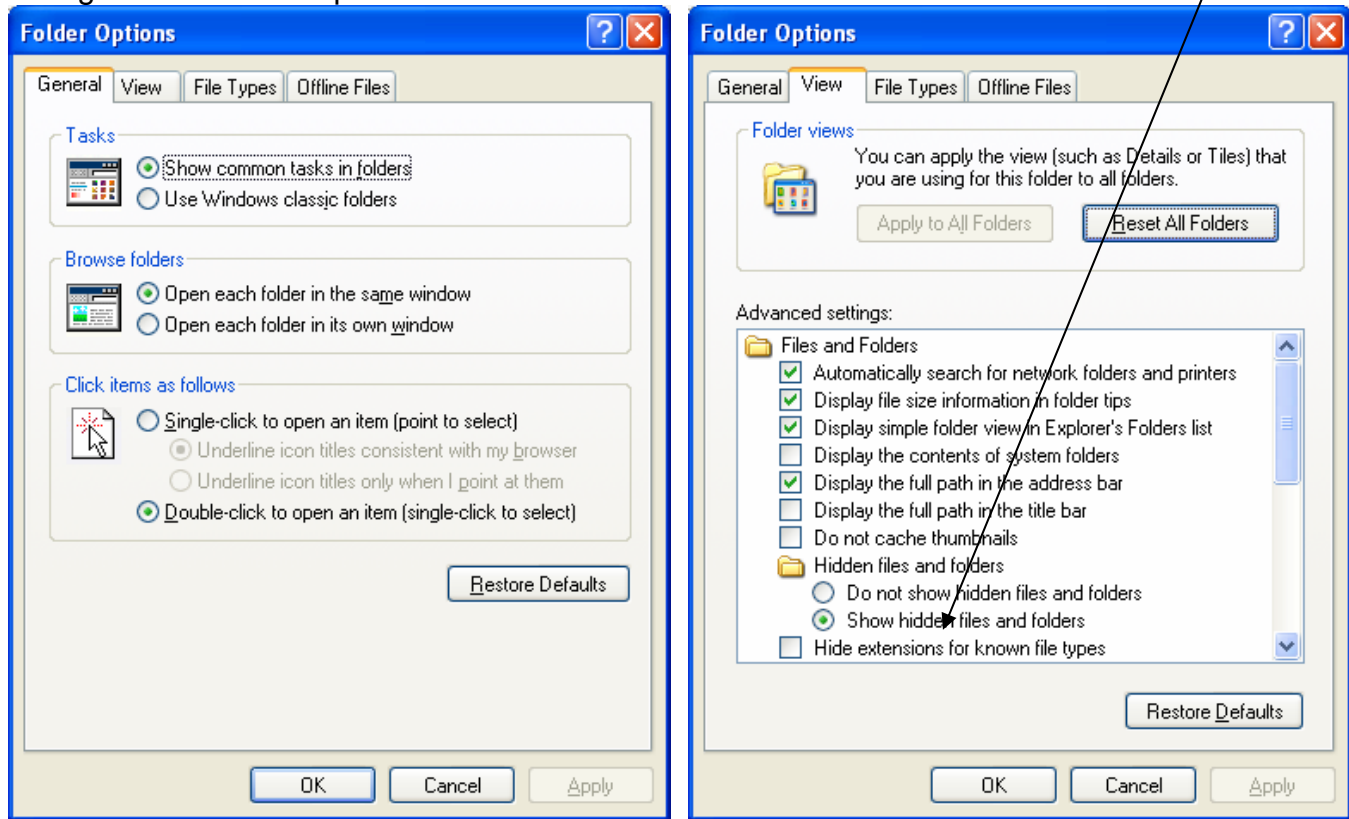 Folder Options
General View File Types Offline Files
Tasks
Show common tasks in folders
Use Windows classic folders
Browse folders
Open each folder in the same window
Open each folder in its own window
Click items as follows
Single-click to open an item (point to select)
Underline icon titles consistent with my browser
Underline icon titles only when I point at them
Double-click to open an item (single-click to select)
Restore Defaults
OK Cancel Apply
Folder Options
General View File Types Offline Files
Folder views
You can apply the view (such as Details or Tiles) that
you are using for this folder to all folders.
Apply to All Folders Reset All Folders
Advanced settings:
Files and Folders
Automatically search for network folders and printers
Display file size information in folder tips
Display simple folder view in Explorer's Folders list
Display the contents of system folders
Display the full path in the address bar
Display the full path in the title bar
Do not cache thumbnails
Hidden files and folders
Do not show hidden files and folders
Show hidden files and folders
Hide extensions for known file types
Restore Defaults
OK Cancel Apply